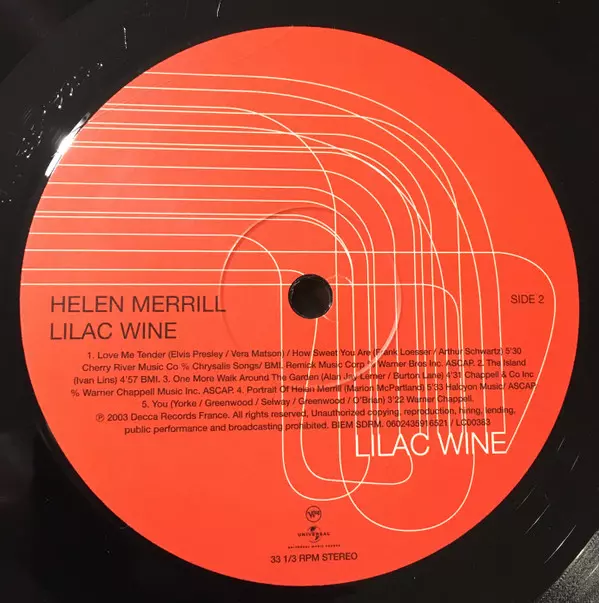 HELEN MERRILL
LILAC WINE
SIDE 2
1. Love Me Tender (Elvis Presley / Vera Matson) / How Sweet You Are (Frank Loesser / Arthur Schwartz) 5'30
Cherry River Music Co % Chrysalis Songs/ BMI. Remick Music Corp % Warner Bros Inc. ASCAP. 2. The Island
(Ivan Lins) 4'57 BMI. 3. One More Walk Around The Garden (Alan Jay Lerner / Burton Lane) 4'31 Chappell & Co Inc
% Warner Chappell Music Inc. ASCAP. 4. Portrait Of Helen Merrill (Marion McPartland) 5'33 Halcyon Music/ ASCAP
5. You (Yorke / Greenwood / Selway / Greenwood / O'Brian) 3'22 Warner Chappell.
℗ 2003 Decca Records France. All rights reserved. Unauthorized copying, reproduction, hiring, lending,
public performance and broadcasting prohibited. BIEM SDRM. 0602435916521 / LC00383
LILAC WINE
VERVE
UNIVERSAL
UNIVERSAL MUSIC FRANCE
33 1/3 RPM STEREO